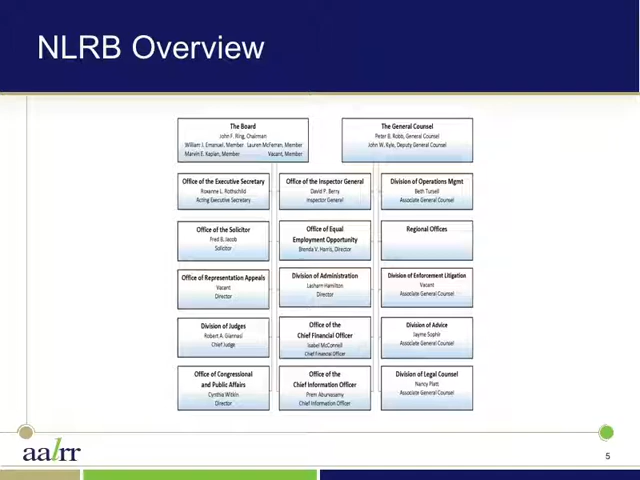 NLRB Overview
The Board
John F. Ring, Chairman
William J. Emanuel, Member Lauren McFerran, Member
Marvin E. Kaplan, Member Vacant, Member
The General Counsel
Peter B. Robb, General Counsel
John W. Kyle, Deputy General Counsel
Office of the Executive Secretary
Roxanne L. Rothschild
Acting Executive Secretary
Office of the Inspector General
David P. Berry
Inspector General
Division of Operations Mgmt
Beth Tursell
Associate General Counsel
Office of the Solicitor
Fred B. Jacob
Solicitor
Office of Equal
Employment Opportunity
Brenda V. Harris, Director
Regional Offices
Office of Representation Appeals
Vacant
Director
Division of Administration
Lasharn Hamilton
Director
Division of Enforcement Litigation
Vacant
Associate General Counsel
Division of Judges
Robert A. Giannasi
Chief Judge
Office of the
Chief Financial Officer
Isabel McConnell
Chief Financial Officer
Division of Advice
Jayme Sophir
Associate General Counsel
Office of Congressional
and Public Affairs
Cynthia Witkin
Director
Office of the
Chief Information Officer
Prem Aburvasamy
Chief Information Officer
Division of Legal Counsel
Nancy Platt
Associate General Counsel
aalrr
5